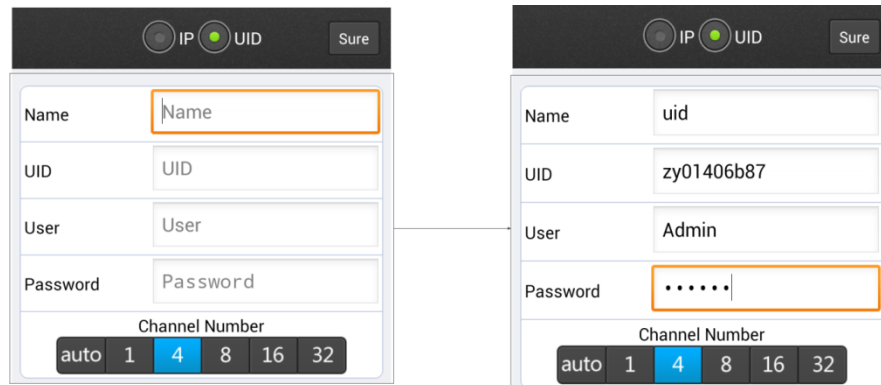 IP UID Sure
Name Name
UID UID
User User
Password Password
Channel Number
auto 1 4 8 16 32
IP UID Sure
Name uid
UID zy01406b87
User Admin
Password ••••••
Channel Number
auto 1 4 8 16 32